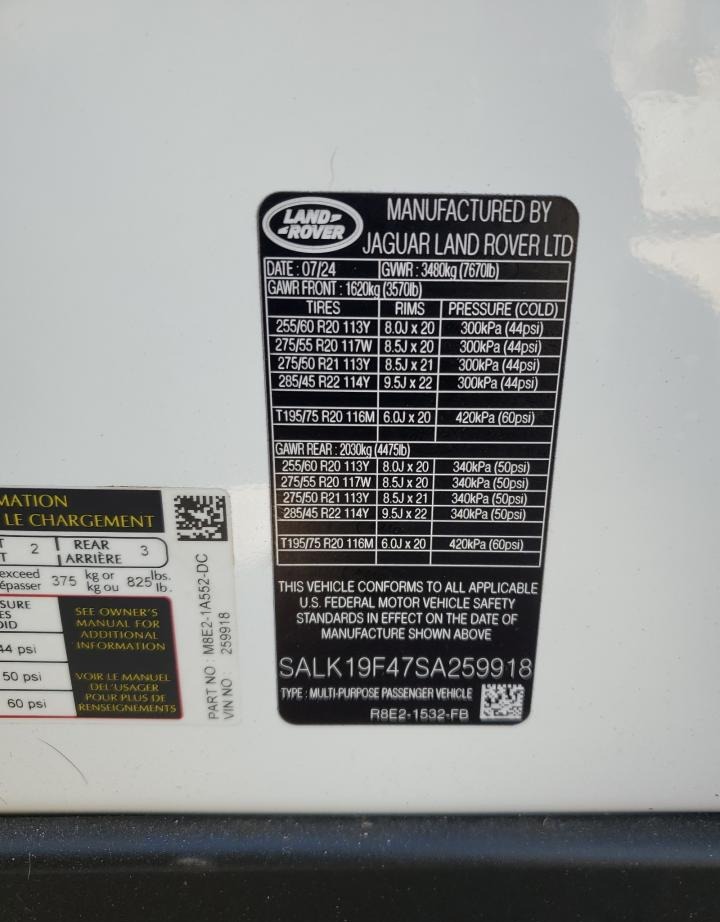 LAND-
-ROVER
MANUFACTURED BY
JAGUAR LAND ROVER LTD
DATE : 07/24 GVWR : 3480kg (7670lb)
GAWR FRONT : 1620kg (3570lb)
TIRES RIMS PRESSURE (COLD)
255/60 R20 113Y 8.0J x 20 300kPa (44psi)
275/55 R20 117W 8.5J x 20 300kPa (44psi)
275/50 R21 113Y 8.5J x 21 300kPa (44psi)
285/45 R22 114Y 9.5J x 22 300kPa (44psi)
T195/75 R20 116M 6.0J x 20 420kPa (60psi)
GAWR REAR : 2030kg (4475lb)
255/60 R20 113Y 8.0J x 20 340kPa (50psi)
275/55 R20 117W 8.5J x 20 340kPa (50psi)
275/50 R21 113Y 8.5J x 21 340kPa (50psi)
285/45 R22 114Y 9.5J x 22 340kPa (50psi)
T195/75 R20 116M 6.0J x 20 420kPa (60psi)
THIS VEHICLE CONFORMS TO ALL APPLICABLE
U.S. FEDERAL MOTOR VEHICLE SAFETY
STANDARDS IN EFFECT ON THE DATE OF
MANUFACTURE SHOWN ABOVE
SALK19F47SA259918
TYPE : MULTI-PURPOSE PASSENGER VEHICLE
R8E2-1532-FB
MATION
LE CHARGEMENT
T 2 REAR 3
T ARRIÈRE
exceed 375 kg or 825 lbs.
épasser kg ou lb.
SURE
ES
OID
44 psi
50 psi
60 psi
SEE OWNER'S
MANUAL FOR
ADDITIONAL
INFORMATION
VOIR LE MANUEL
DEL'USAGER
POUR PLUS DE
RENSEIGNEMENTS
PART NO : M8E2-1A552-DC
VIN NO : 259918